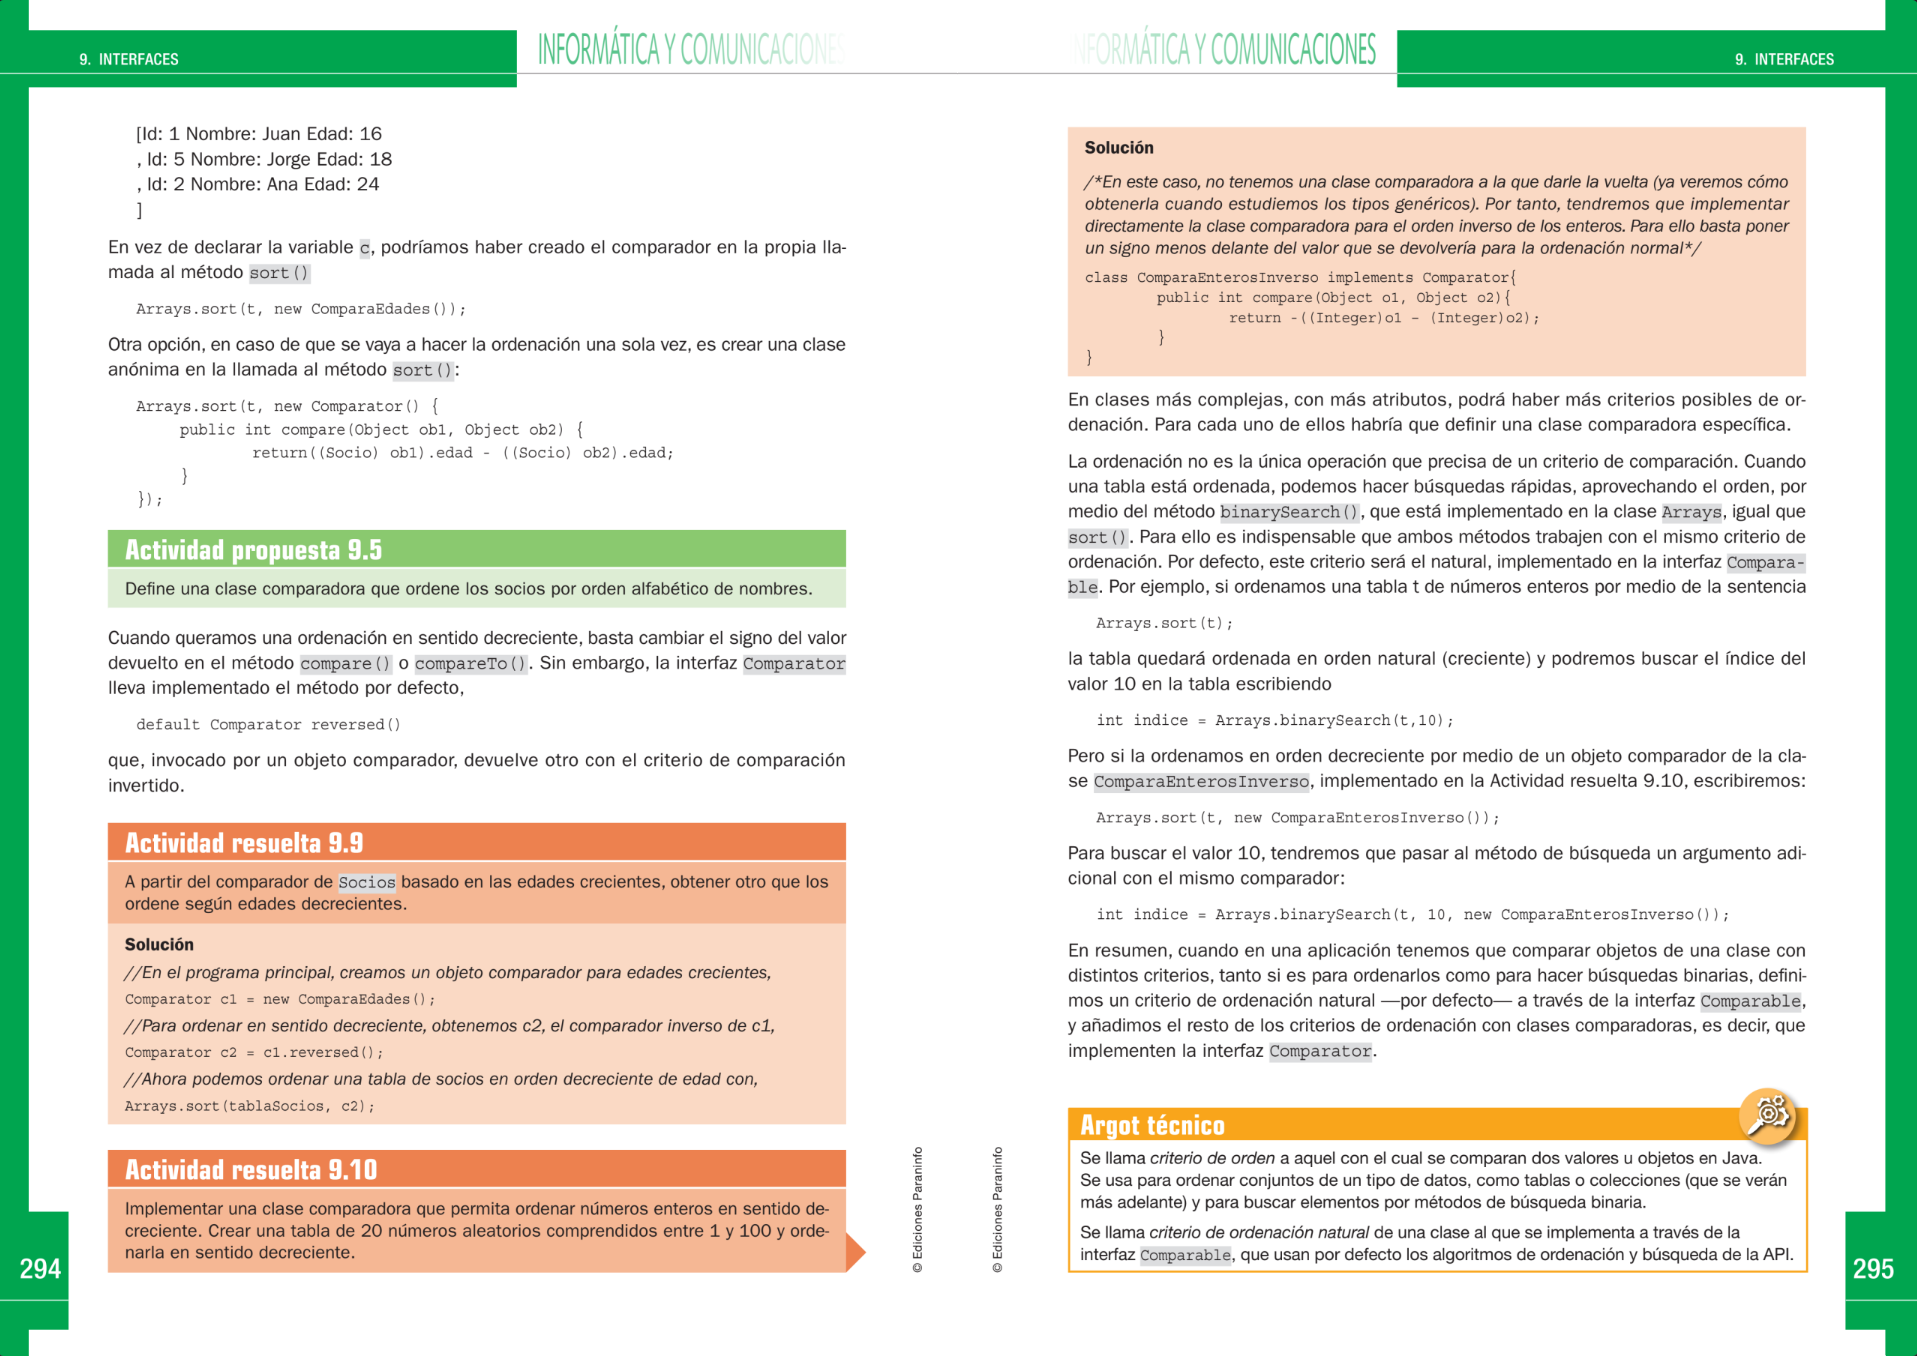 9. INTERFACES
INFORMÁTICA Y COMUNICACIONES
[Id: 1 Nombre: Juan Edad: 16
, Id: 5 Nombre: Jorge Edad: 18
, Id: 2 Nombre: Ana Edad: 24
]
En vez de declarar la variable c, podríamos haber creado el comparador en la propia lla-
mada al método sort()
Arrays.sort(t, new ComparaEdades());
Otra opción, en caso de que se vaya a hacer la ordenación una sola vez, es crear una clase
anónima en la llamada al método sort():
Arrays.sort(t, new Comparator() {
public int compare(Object ob1, Object ob2) {
return((Socio) ob1).edad - ((Socio) ob2).edad;
}
});
Actividad propuesta 9.5
Define una clase comparadora que ordene los socios por orden alfabético de nombres.
Cuando queramos una ordenación en sentido decreciente, basta cambiar el signo del valor
devuelto en el método compare() o compareTo(). Sin embargo, la interfaz Comparator
lleva implementado el método por defecto,
default Comparator reversed()
que, invocado por un objeto comparador, devuelve otro con el criterio de comparación
invertido.
Actividad resuelta 9.9
A partir del comparador de Socios basado en las edades crecientes, obtener otro que los
ordene según edades decrecientes.
Solución
//En el programa principal, creamos un objeto comparador para edades crecientes,
Comparator c1 = new ComparaEdades();
//Para ordenar en sentido decreciente, obtenemos c2, el comparador inverso de c1,
Comparator c2 = c1.reversed();
//Ahora podemos ordenar una tabla de socios en orden decreciente de edad con,
Arrays.sort(tablaSocios, c2);
Actividad resuelta 9.10
Implementar una clase comparadora que permita ordenar números enteros en sentido de-
creciente. Crear una tabla de 20 números aleatorios comprendidos entre 1 y 100 y orde-
narla en sentido decreciente.
© Ediciones Paraninfo
294
INFORMÁTICA Y COMUNICACIONES
9. INTERFACES
Solución
/*En este caso, no tenemos una clase comparadora a la que darle la vuelta (ya veremos cómo
obtenerla cuando estudiemos los tipos genéricos). Por tanto, tendremos que implementar
directamente la clase comparadora para el orden inverso de los enteros. Para ello basta poner
un signo menos delante del valor que se devolvería para la ordenación normal*/
class ComparaEnterosInverso implements Comparator{
public int compare(Object o1, Object o2){
return -((Integer)o1 – (Integer)o2);
}
}
En clases más complejas, con más atributos, podrá haber más criterios posibles de or-
denación. Para cada uno de ellos habría que definir una clase comparadora específica.
La ordenación no es la única operación que precisa de un criterio de comparación. Cuando
una tabla está ordenada, podemos hacer búsquedas rápidas, aprovechando el orden, por
medio del método binarySearch(), que está implementado en la clase Arrays, igual que
sort(). Para ello es indispensable que ambos métodos trabajen con el mismo criterio de
ordenación. Por defecto, este criterio será el natural, implementado en la interfaz Compara-
ble. Por ejemplo, si ordenamos una tabla t de números enteros por medio de la sentencia
Arrays.sort(t);
la tabla quedará ordenada en orden natural (creciente) y podremos buscar el índice del
valor 10 en la tabla escribiendo
int indice = Arrays.binarySearch(t,10);
Pero si la ordenamos en orden decreciente por medio de un objeto comparador de la cla-
se ComparaEnterosInverso, implementado en la Actividad resuelta 9.10, escribiremos:
Arrays.sort(t, new ComparaEnterosInverso());
Para buscar el valor 10, tendremos que pasar al método de búsqueda un argumento adi-
cional con el mismo comparador:
int indice = Arrays.binarySearch(t, 10, new ComparaEnterosInverso());
En resumen, cuando en una aplicación tenemos que comparar objetos de una clase con
distintos criterios, tanto si es para ordenarlos como para hacer búsquedas binarias, defini-
mos un criterio de ordenación natural —por defecto— a través de la interfaz Comparable,
y añadimos el resto de los criterios de ordenación con clases comparadoras, es decir, que
implementen la interfaz Comparator.
Argot técnico
Se llama criterio de orden a aquel con el cual se comparan dos valores u objetos en Java.
Se usa para ordenar conjuntos de un tipo de datos, como tablas o colecciones (que se verán
más adelante) y para buscar elementos por métodos de búsqueda binaria.
Se llama criterio de ordenación natural de una clase al que se implementa a través de la
interfaz Comparable, que usan por defecto los algoritmos de ordenación y búsqueda de la API.
© Ediciones Paraninfo
295